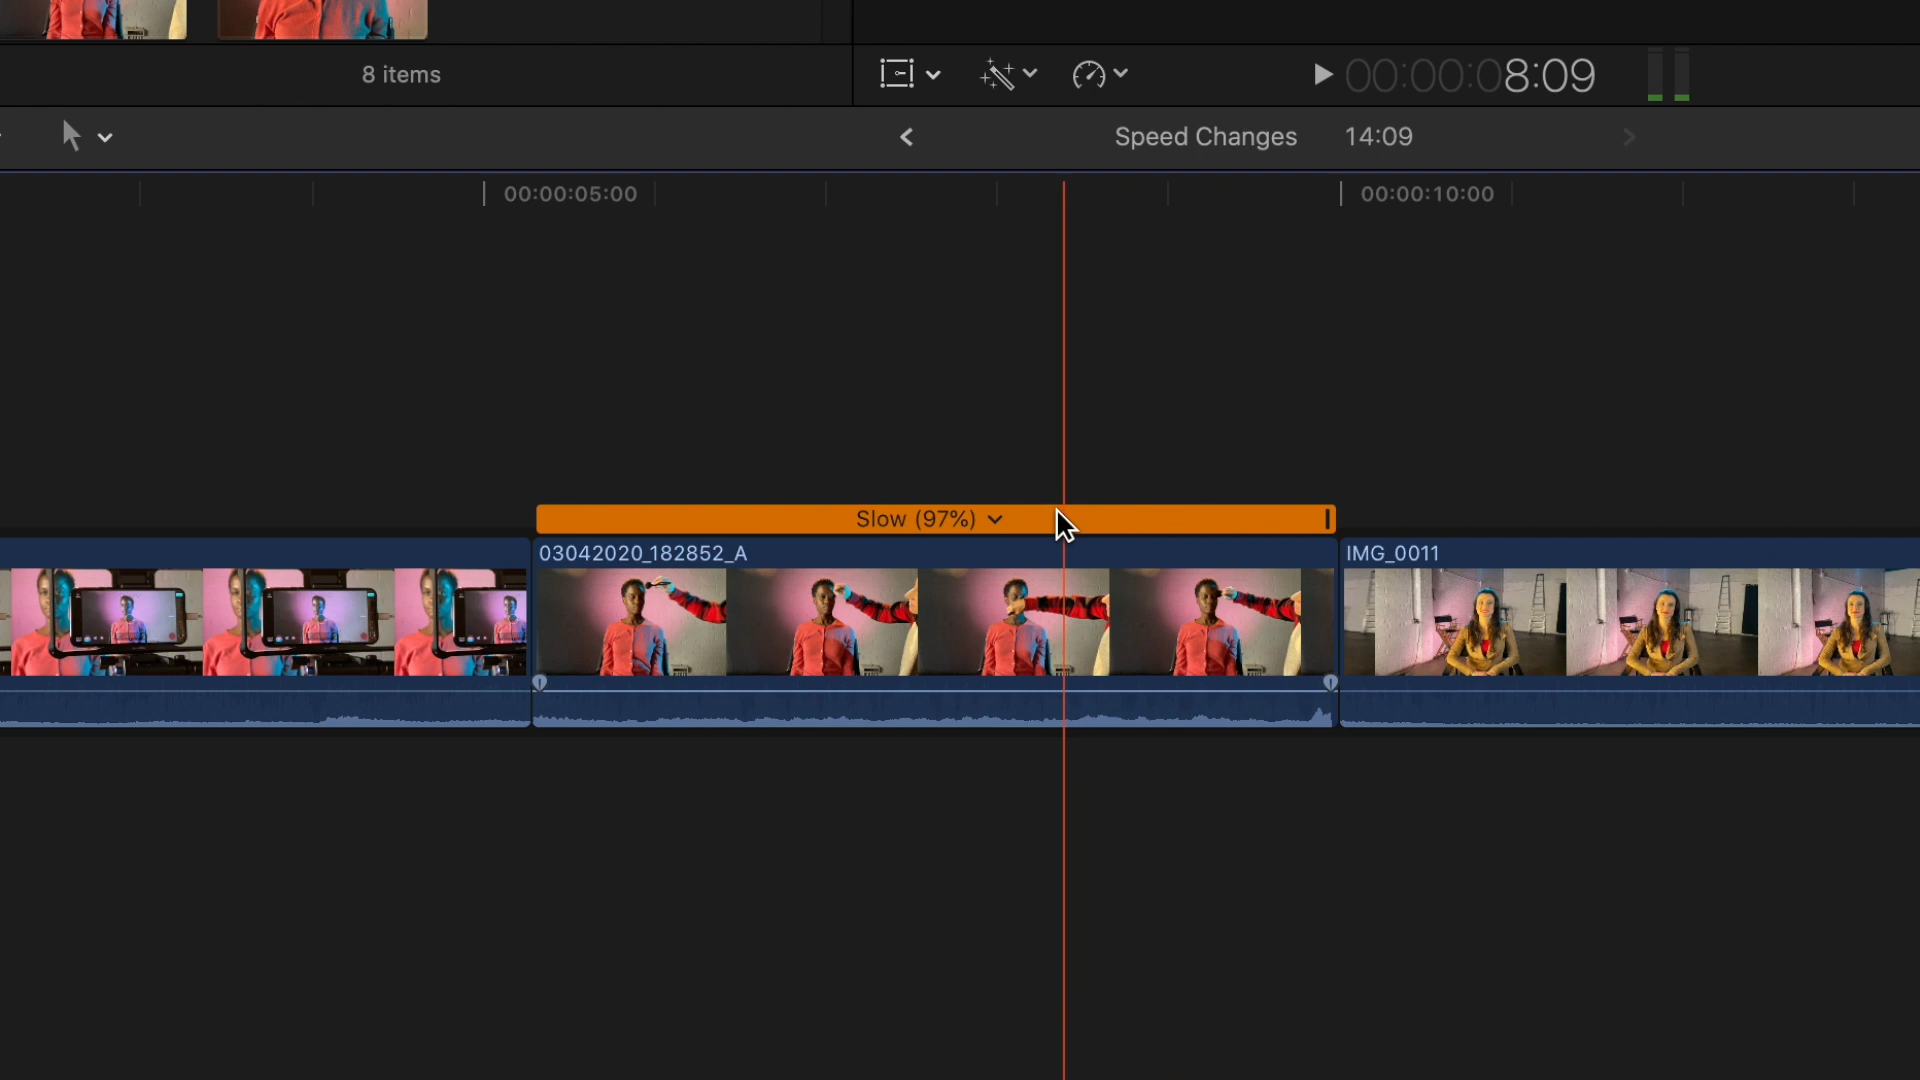 8 items
00:00:08:09
Speed Changes 14:09
00:00:05:00
00:00:10:00
Slow (97%)
03042020_182852_A
IMG_0011